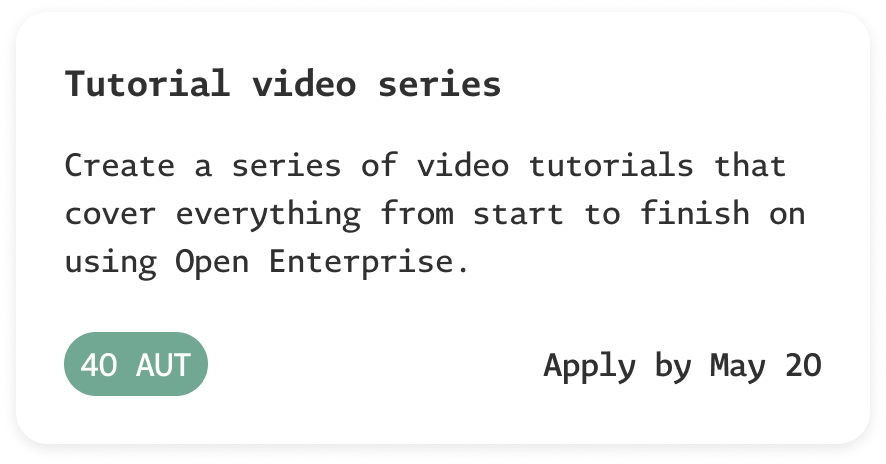 Tutorial video series
Create a series of video tutorials that
cover everything from start to finish on
using Open Enterprise.
40 AUT
Apply by May 20